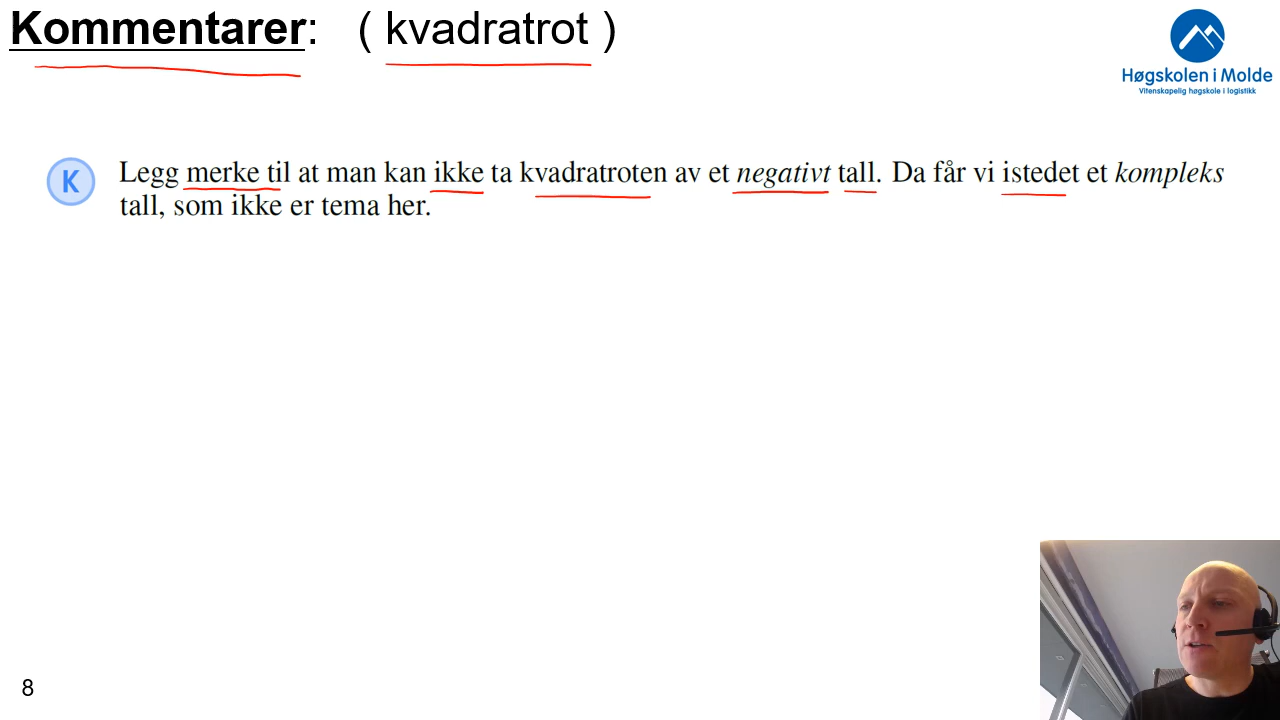 Kommentarer: ( kvadratrot )
Høgskolen i Molde
Vitenskapelig høgskole i logistikk
K
Legg merke til at man kan ikke ta kvadratroten av et negativt tall. Da får vi istedet et kompleks
tall, som ikke er tema her.
8